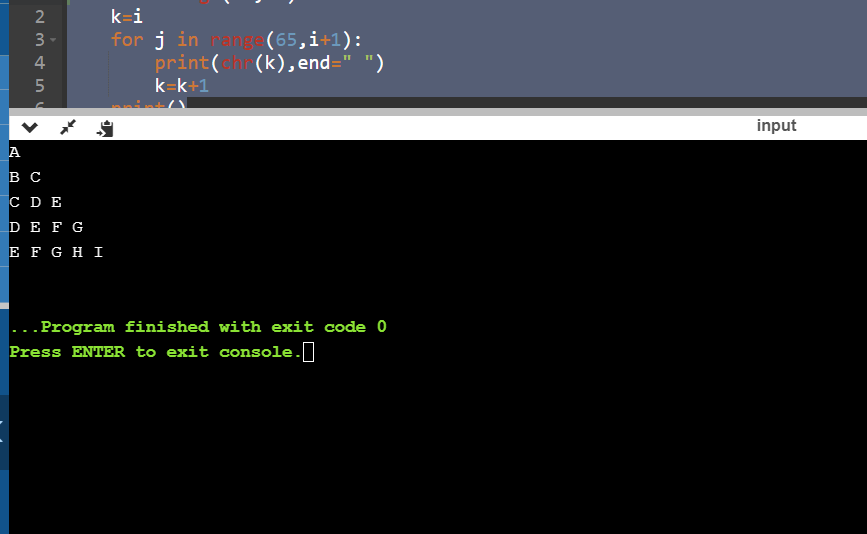 2 k=i
3 for j in range(65,i+1):
4 print(chr(k),end=" ")
5 k=k+1
6 print()
input
A
B C
C D E
D E F G
E F G H I
...Program finished with exit code 0
Press ENTER to exit console.